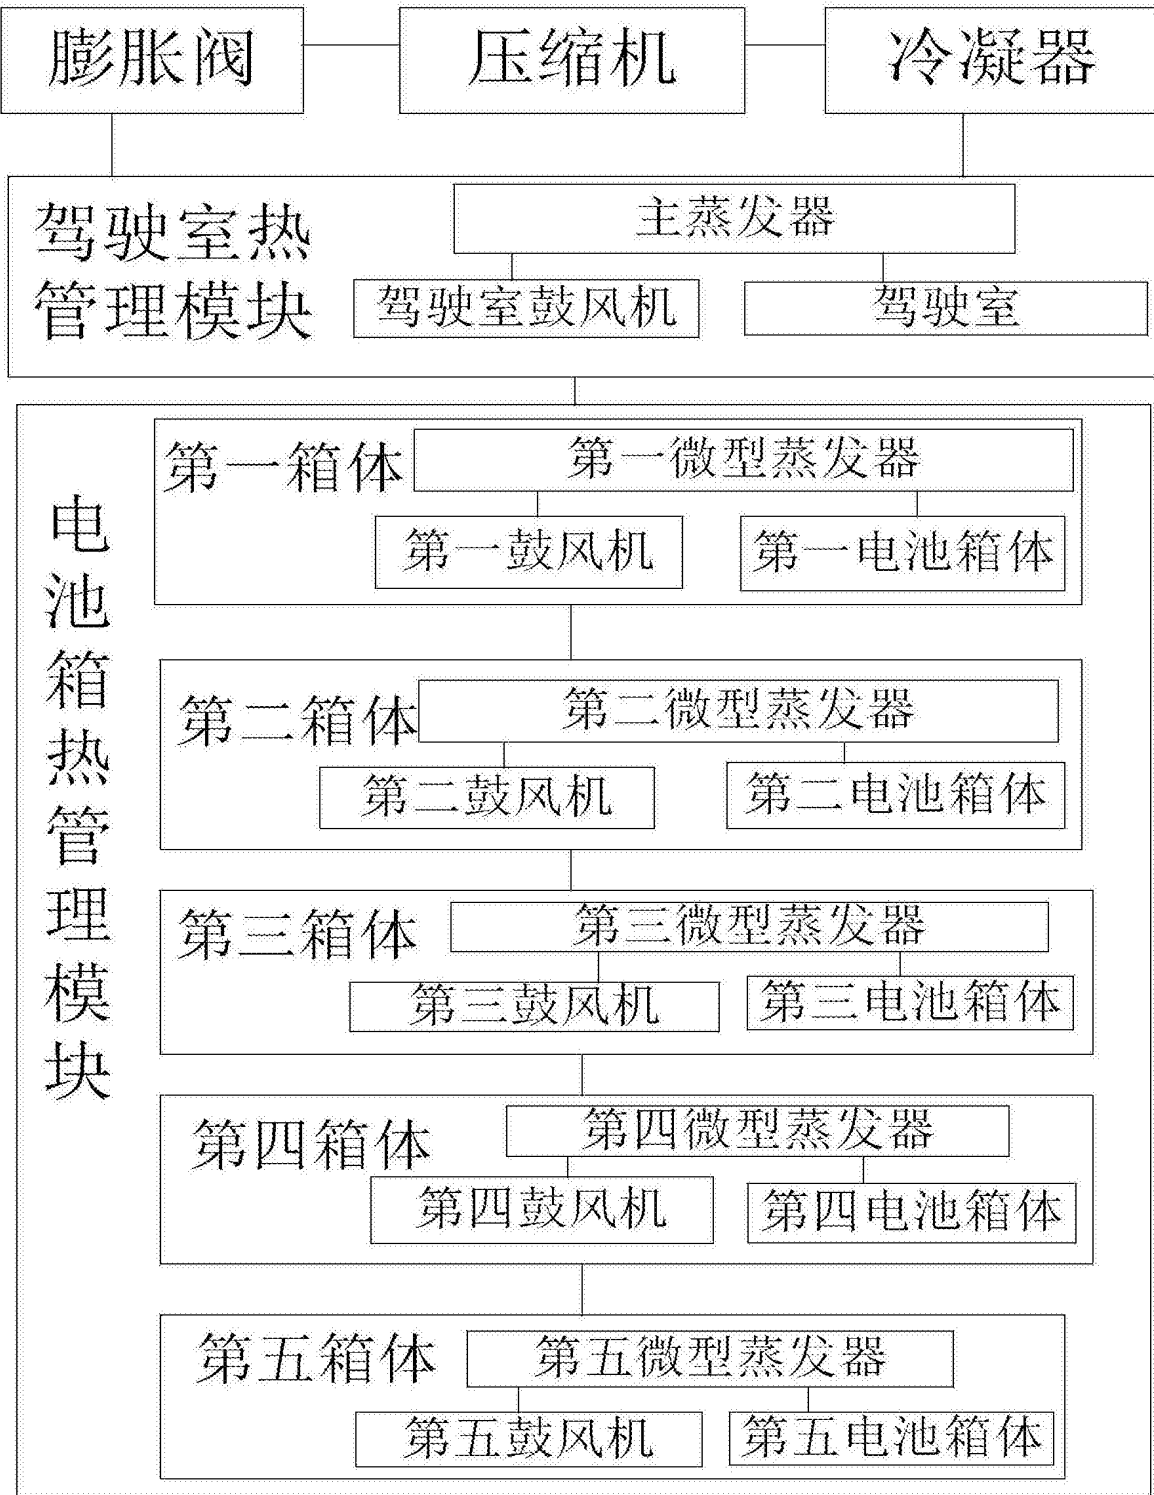 膨胀阀
压缩机
冷凝器
驾驶室热
管理模块
主蒸发器
驾驶室鼓风机
驾驶室
电池箱热管理模块
第一箱体
第一微型蒸发器
第一鼓风机
第一电池箱体
第二箱体
第二微型蒸发器
第二鼓风机
第二电池箱体
第三箱体
第三微型蒸发器
第三鼓风机
第三电池箱体
第四箱体
第四微型蒸发器
第四鼓风机
第四电池箱体
第五箱体
第五微型蒸发器
第五鼓风机
第五电池箱体